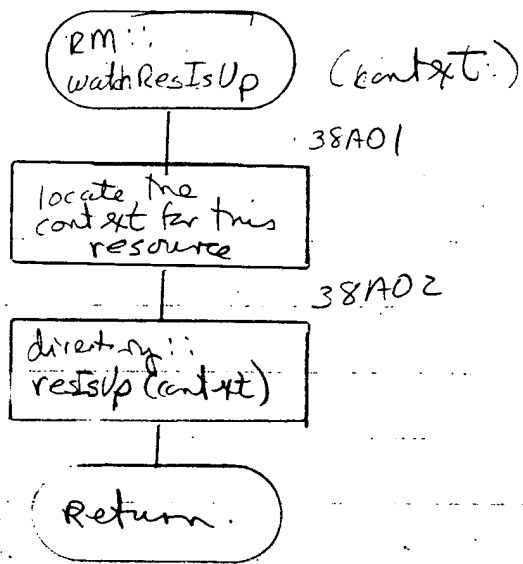 RM::
watchResIsUp
(context:)
38A01
locate the
context for this
resource
38A02
directory::
resIsUp(context)
Return.